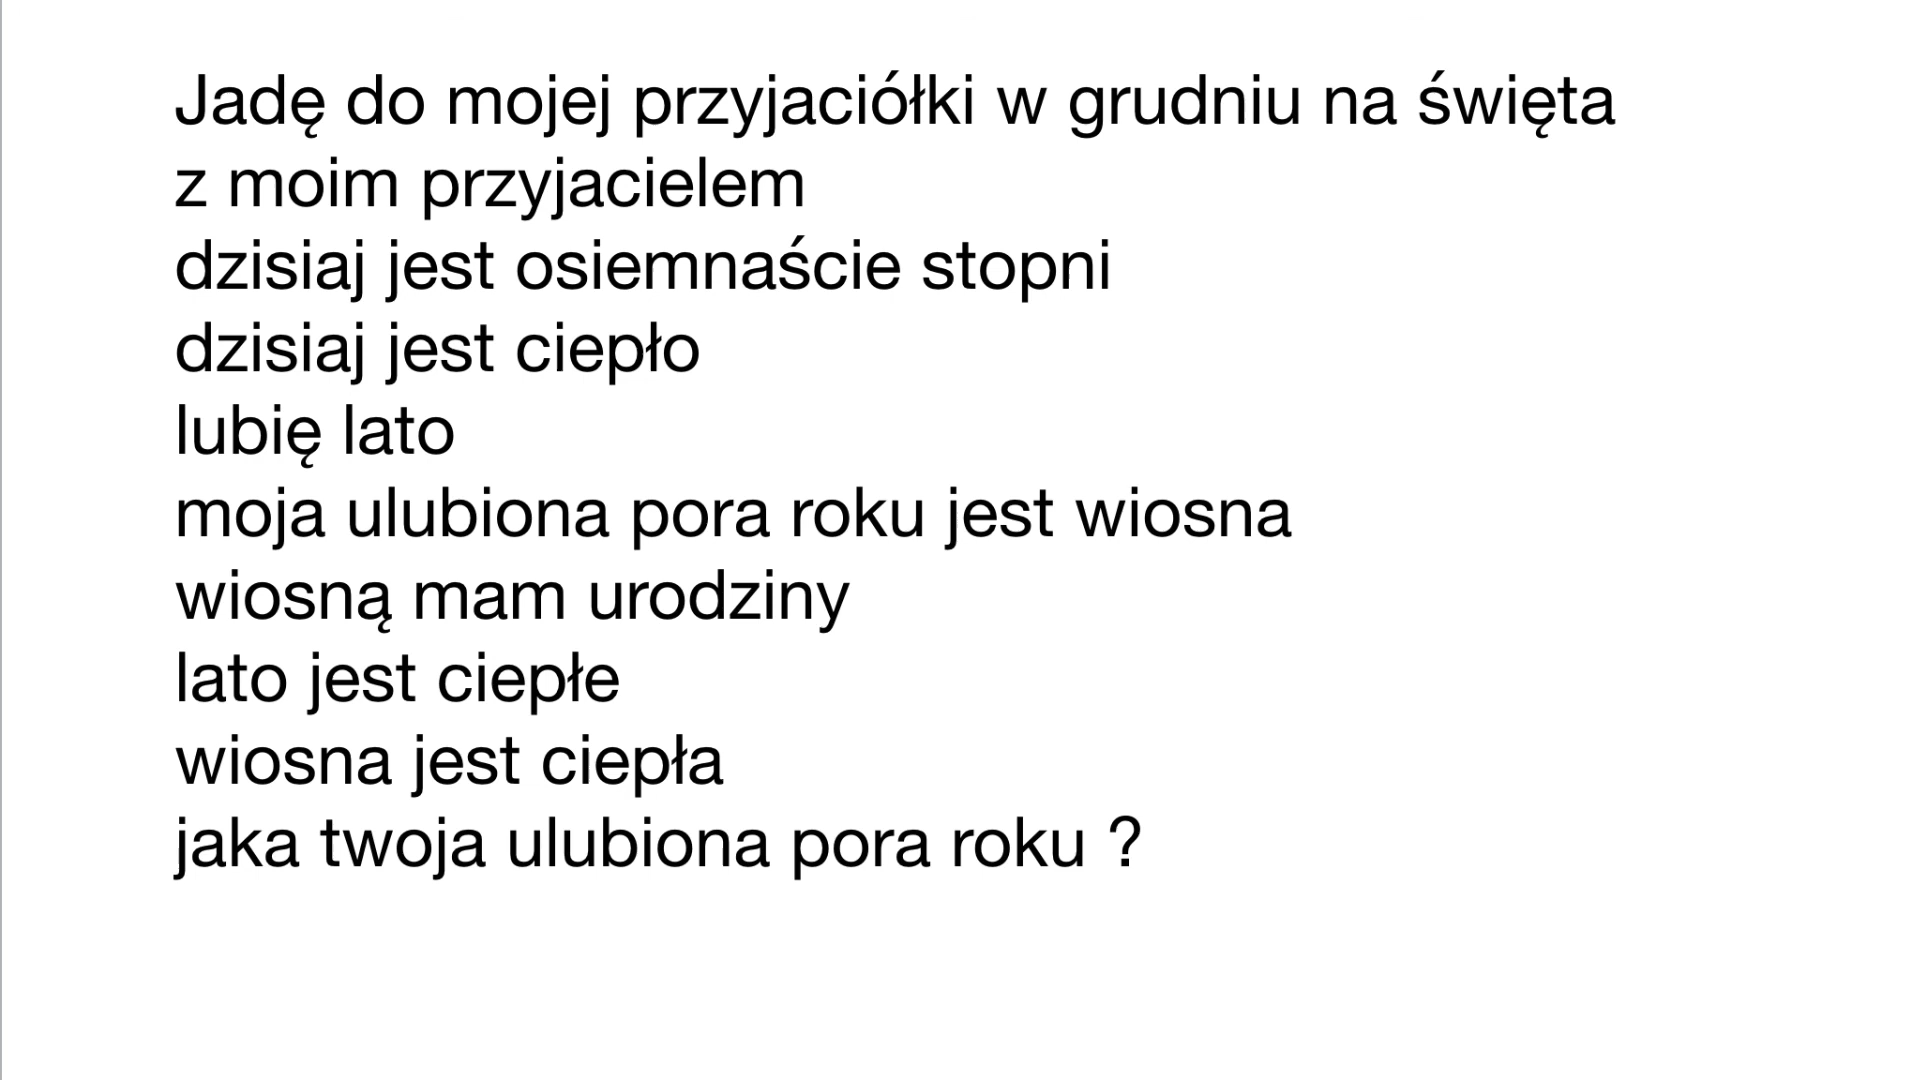 Jadę do mojej przyjaciółki w grudniu na święta
z moim przyjacielem
dzisiaj jest osiemnaście stopni
dzisiaj jest ciepło
lubię lato
moja ulubiona pora roku jest wiosna
wiosną mam urodziny
lato jest ciepłe
wiosna jest ciepła
jaka twoja ulubiona pora roku ?